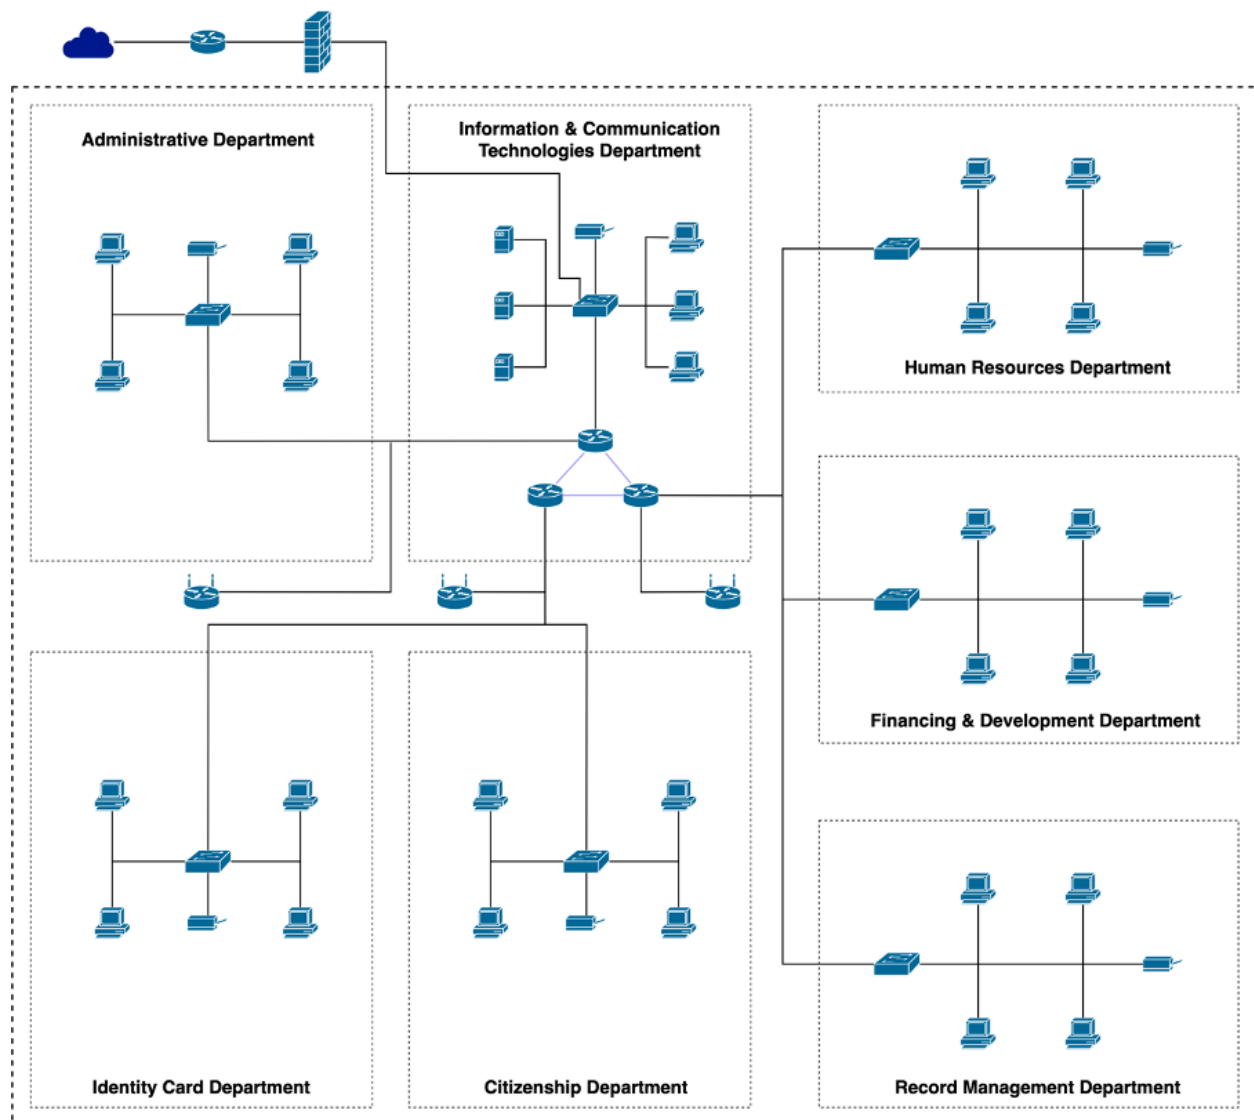 Administrative Department
Information & Communication
Technologies Department
Human Resources Department
Financing & Development Department
Identity Card Department
Citizenship Department
Record Management Department